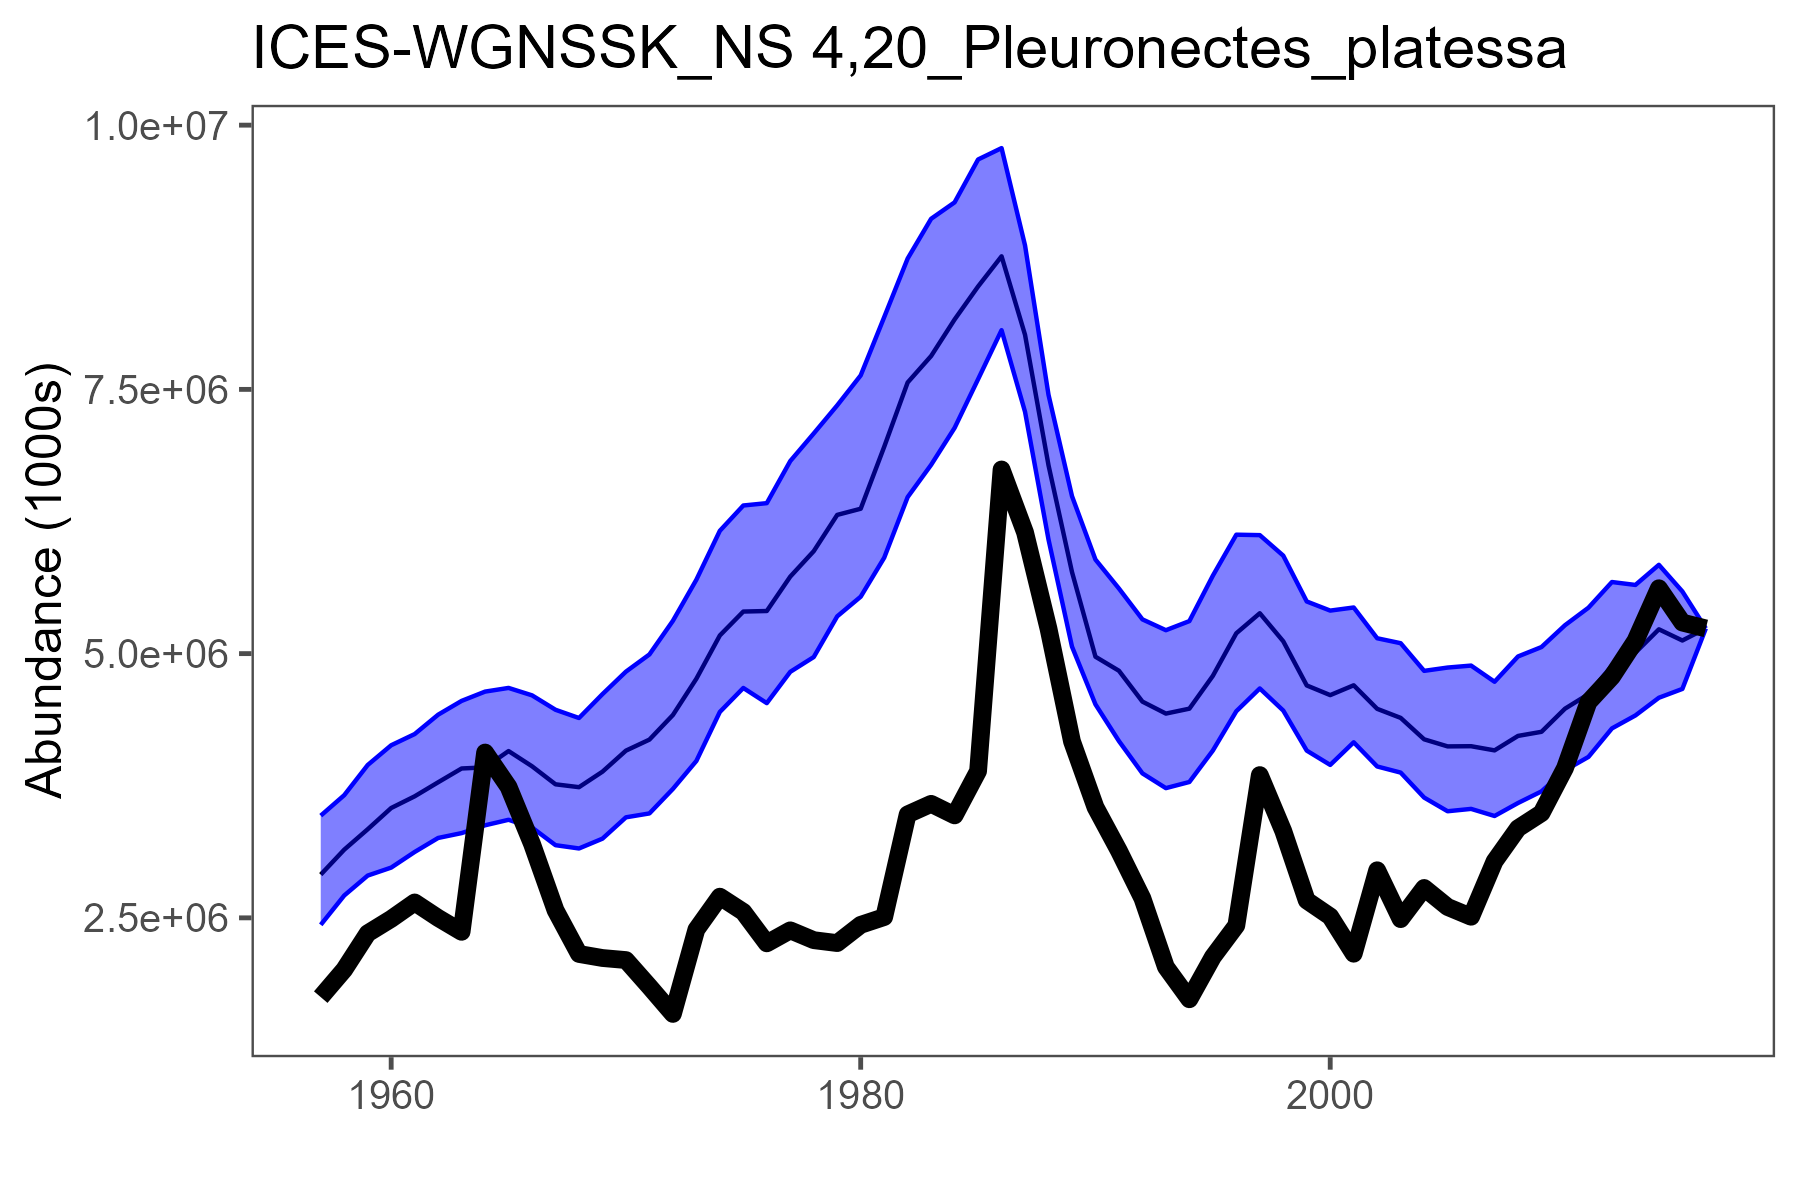 ICES-WGNSSK_NS 4,20_Pleuronectes_platessa
1.0e+07
7.5e+06
5.0e+06
2.5e+06
Abundance (1000s)
1960
1980
2000